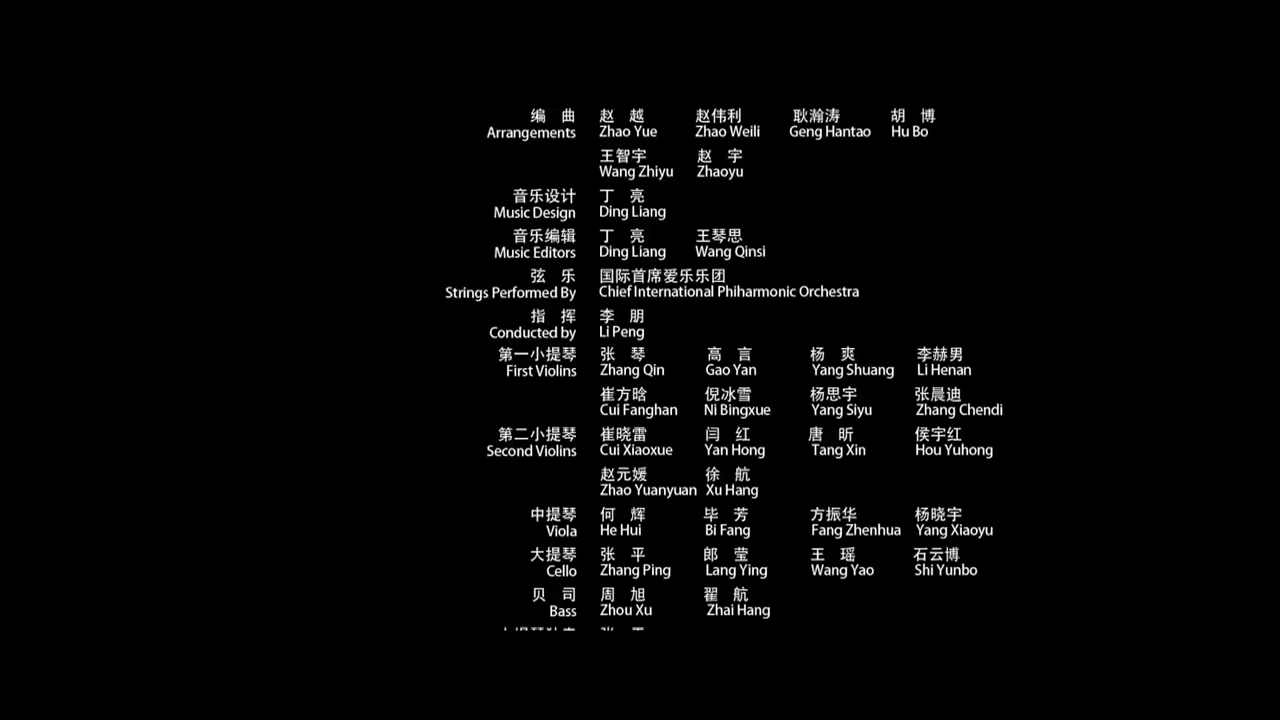 编 曲 赵 越 赵伟利 耿瀚涛 胡 博
Arrangements Zhao Yue Zhao Weili Geng Hantao Hu Bo
王智宇 赵 宇
Wang Zhiyu Zhaoyu
音乐设计 丁 亮
Music Design Ding Liang
音乐编辑 丁 亮 王琴思
Music Editors Ding Liang Wang Qinsi
弦 乐 国际首席爱乐乐团
Strings Performed By Chief International Phiharmonic Orchestra
指 挥 李 朋
Conducted by Li Peng
第一小提琴 张 琴 高 言 杨 爽 李赫男
First Violins Zhang Qin Gao Yan Yang Shuang Li Henan
崔方晗 倪冰雪 杨思宇 张晨迪
Cui Fanghan Ni Bingxue Yang Siyu Zhang Chendi
第二小提琴 崔晓雷 闫 红 唐 昕 侯宇红
Second Violins Cui Xiaoxue Yan Hong Tang Xin Hou Yuhong
赵元媛 徐 航
Zhao Yuanyuan Xu Hang
中提琴 何 辉 毕 芳 方振华 杨晓宇
Viola He Hui Bi Fang Fang Zhenhua Yang Xiaoyu
大提琴 张 平 郎 莹 王 瑶 石云博
Cello Zhang Ping Lang Ying Wang Yao Shi Yunbo
贝 司 周 旭 翟 航
Bass Zhou Xu Zhai Hang